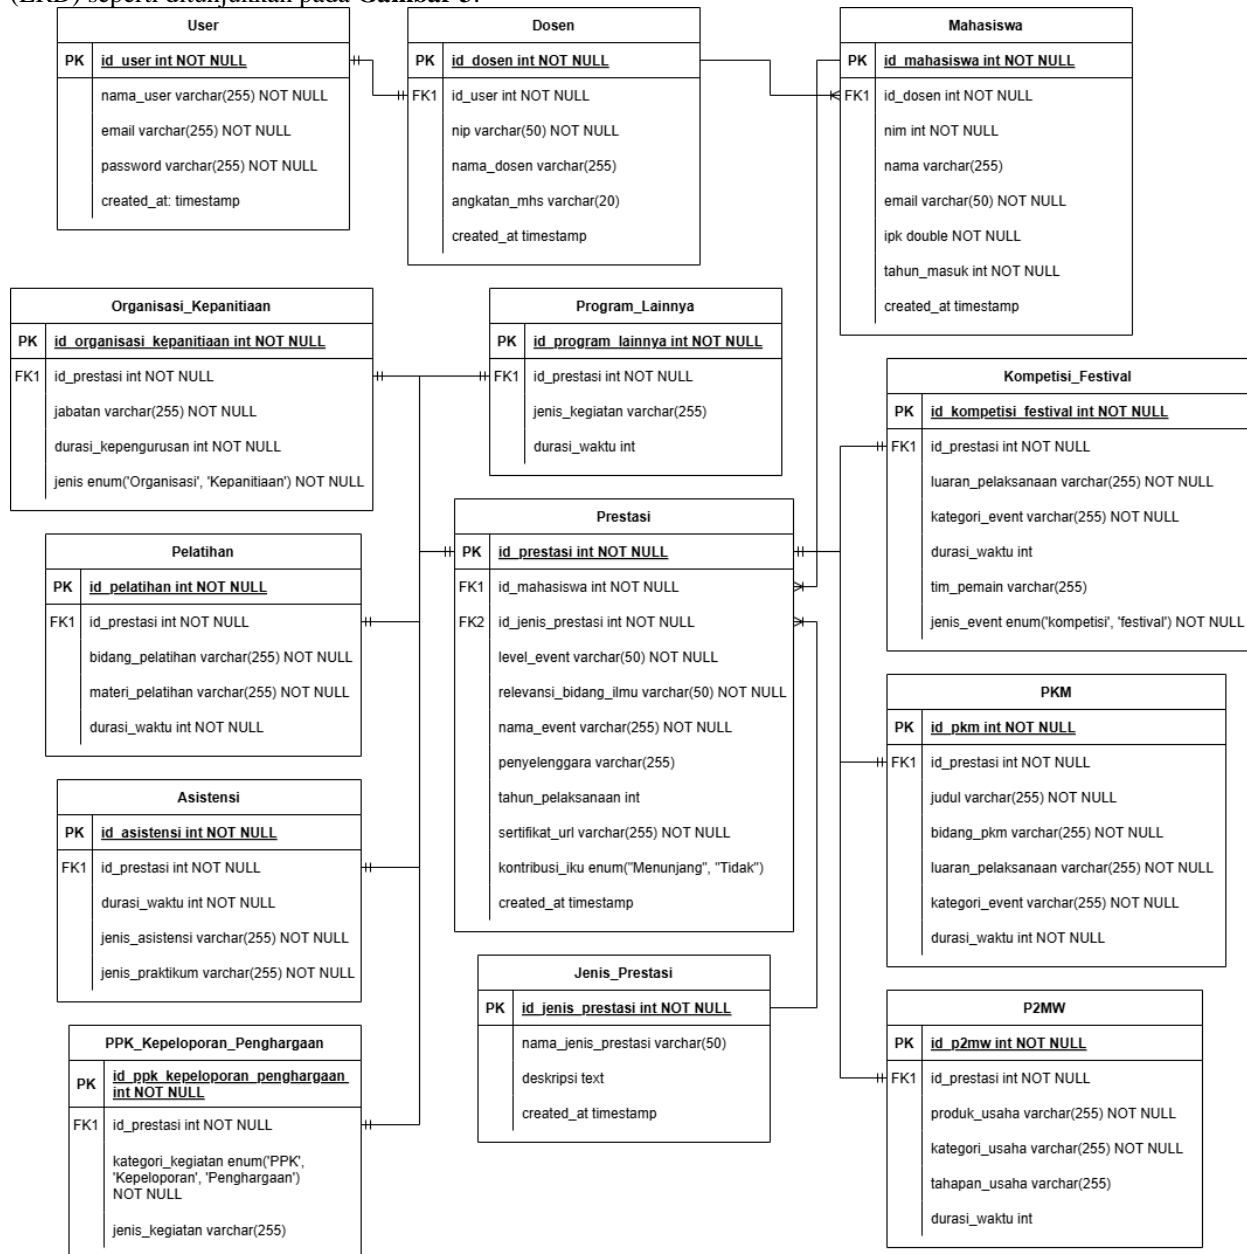 (ERD) seperti ditunjukkan pada Gambar 3.
User
PK id_user int NOT NULL
nama_user varchar(255) NOT NULL
email varchar(255) NOT NULL
password varchar(255) NOT NULL
created_at: timestamp
Dosen
PK id_dosen int NOT NULL
FK1 id_user int NOT NULL
nip varchar(50) NOT NULL
nama_dosen varchar(255)
angkatan_mhs varchar(20)
created_at timestamp
Mahasiswa
PK id_mahasiswa int NOT NULL
FK1 id_dosen int NOT NULL
nim int NOT NULL
nama varchar(255)
email varchar(50) NOT NULL
ipk double NOT NULL
tahun_masuk int NOT NULL
created_at timestamp
Organisasi_Kepanitiaan
PK id_organisasi_kepanitiaan int NOT NULL
FK1 id_prestasi int NOT NULL
jabatan varchar(255) NOT NULL
durasi_kepengurusan int NOT NULL
jenis enum('Organisasi', 'Kepanitiaan') NOT NULL
Program_Lainnya
PK id_program_lainnya int NOT NULL
FK1 id_prestasi int NOT NULL
jenis_kegiatan varchar(255)
durasi_waktu int
Kompetisi_Festival
PK id_kompetisi_festival int NOT NULL
FK1 id_prestasi int NOT NULL
luaran_pelaksanaan varchar(255) NOT NULL
kategori_event varchar(255) NOT NULL
durasi_waktu int
tim_pemain varchar(255)
jenis_event enum('kompetisi', 'festival') NOT NULL
Pelatihan
PK id_pelatihan int NOT NULL
FK1 id_prestasi int NOT NULL
bidang_pelatihan varchar(255) NOT NULL
materi_pelatihan varchar(255) NOT NULL
durasi_waktu int NOT NULL
Prestasi
PK id_prestasi int NOT NULL
FK1 id_mahasiswa int NOT NULL
FK2 id_jenis_prestasi int NOT NULL
level_event varchar(50) NOT NULL
relevansi_bidang_ilmu varchar(50) NOT NULL
nama_event varchar(255) NOT NULL
penyelenggara varchar(255)
tahun_pelaksanaan int
sertifikat_url varchar(255) NOT NULL
kontribusi_iku enum("Menunjang", "Tidak")
created_at timestamp
PKM
PK id_pkm int NOT NULL
FK1 id_prestasi int NOT NULL
judul varchar(255) NOT NULL
bidang_pkm varchar(255) NOT NULL
luaran_pelaksanaan varchar(255) NOT NULL
kategori_event varchar(255) NOT NULL
durasi_waktu int NOT NULL
Asistensi
PK id_asistensi int NOT NULL
FK1 id_prestasi int NOT NULL
durasi_waktu int NOT NULL
jenis_asistensi varchar(255) NOT NULL
jenis_praktikum varchar(255) NOT NULL
Jenis_Prestasi
PK id_jenis_prestasi int NOT NULL
nama_jenis_prestasi varchar(50)
deskripsi text
created_at timestamp
P2MW
PK id_p2mw int NOT NULL
FK1 id_prestasi int NOT NULL
produk_usaha varchar(255) NOT NULL
kategori_usaha varchar(255) NOT NULL
tahapan_usaha varchar(255)
durasi_waktu int
PPK_Kepeloporan_Penghargaan
PK id_ppk_kepeloporan_penghargaan
int NOT NULL
FK1 id_prestasi int NOT NULL
kategori_kegiatan enum('PPK',
'Kepeloporan', 'Penghargaan')
NOT NULL
jenis_kegiatan varchar(255)